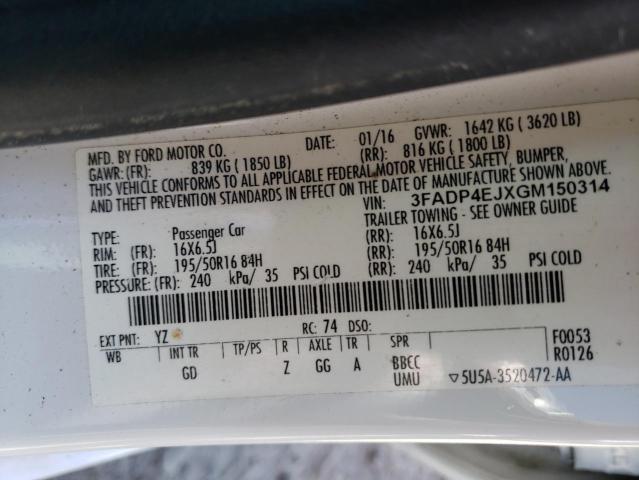 MFD. BY FORD MOTOR CO. DATE: 01/16 GVWR: 1642 KG ( 3620 LB)
GAWR: (FR): 839 KG ( 1850 LB) (RR): 816 KG ( 1800 LB)
THIS VEHICLE CONFORMS TO ALL APPLICABLE FEDERAL MOTOR VEHICLE SAFETY, BUMPER,
AND THEFT PREVENTION STANDARDS IN EFFECT ON THE DATE OF MANUFACTURE SHOWN ABOVE.
VIN: 3FADP4EJXGM150314
TYPE: Passenger Car TRAILER TOWING - SEE OWNER GUIDE
RIM: (FR): 16X6.5J (RR): 16X6.5J
TIRE: (FR): 195/50R16 84H (RR): 195/50R16 84H
PRESSURE: (FR): 240 kPa/ 35 PSI COLD (RR): 240 kPa/ 35 PSI COLD
EXT PNT: YZ RC: 74 DSO: F0053
WB INT TR TP/PS R AXLE TR SPR R0126
GD Z GG A BBCC
UMU ▽5U5A-3520472-AA